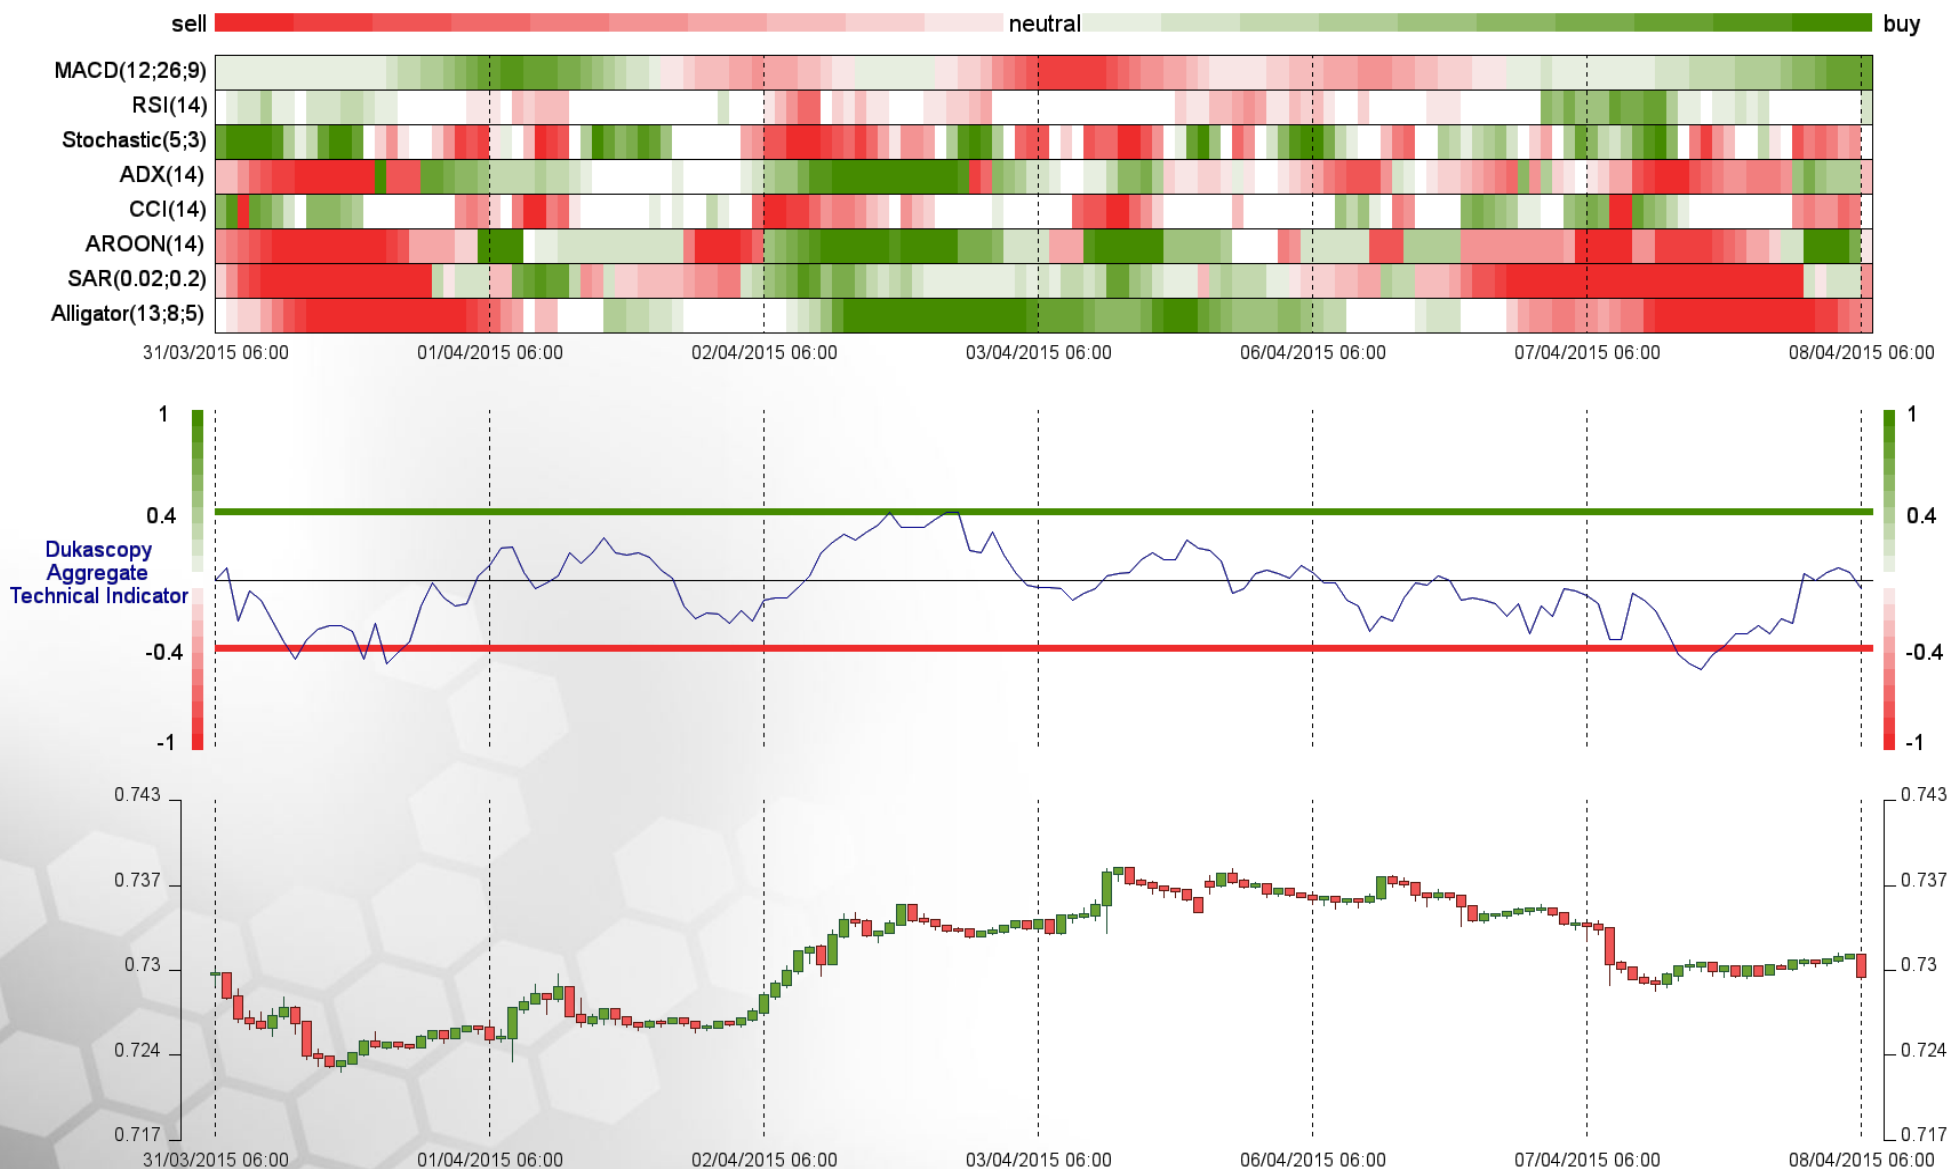 sell neutral buy
MACD(12;26;9)
RSI(14)
Stochastic(5;3)
ADX(14)
CCI(14)
AROON(14)
SAR(0.02;0.2)
Alligator(13;8;5)
31/03/2015 06:00 01/04/2015 06:00 02/04/2015 06:00 03/04/2015 06:00 06/04/2015 06:00 07/04/2015 06:00 08/04/2015 06:00
1 1
0.4 0.4
Dukascopy
Aggregate
Technical Indicator
-0.4 -0.4
-1 -1
0.743 0.743
0.737 0.737
0.73 0.73
0.724 0.724
0.717 0.717
31/03/2015 06:00 01/04/2015 06:00 02/04/2015 06:00 03/04/2015 06:00 06/04/2015 06:00 07/04/2015 06:00 08/04/2015 06:00